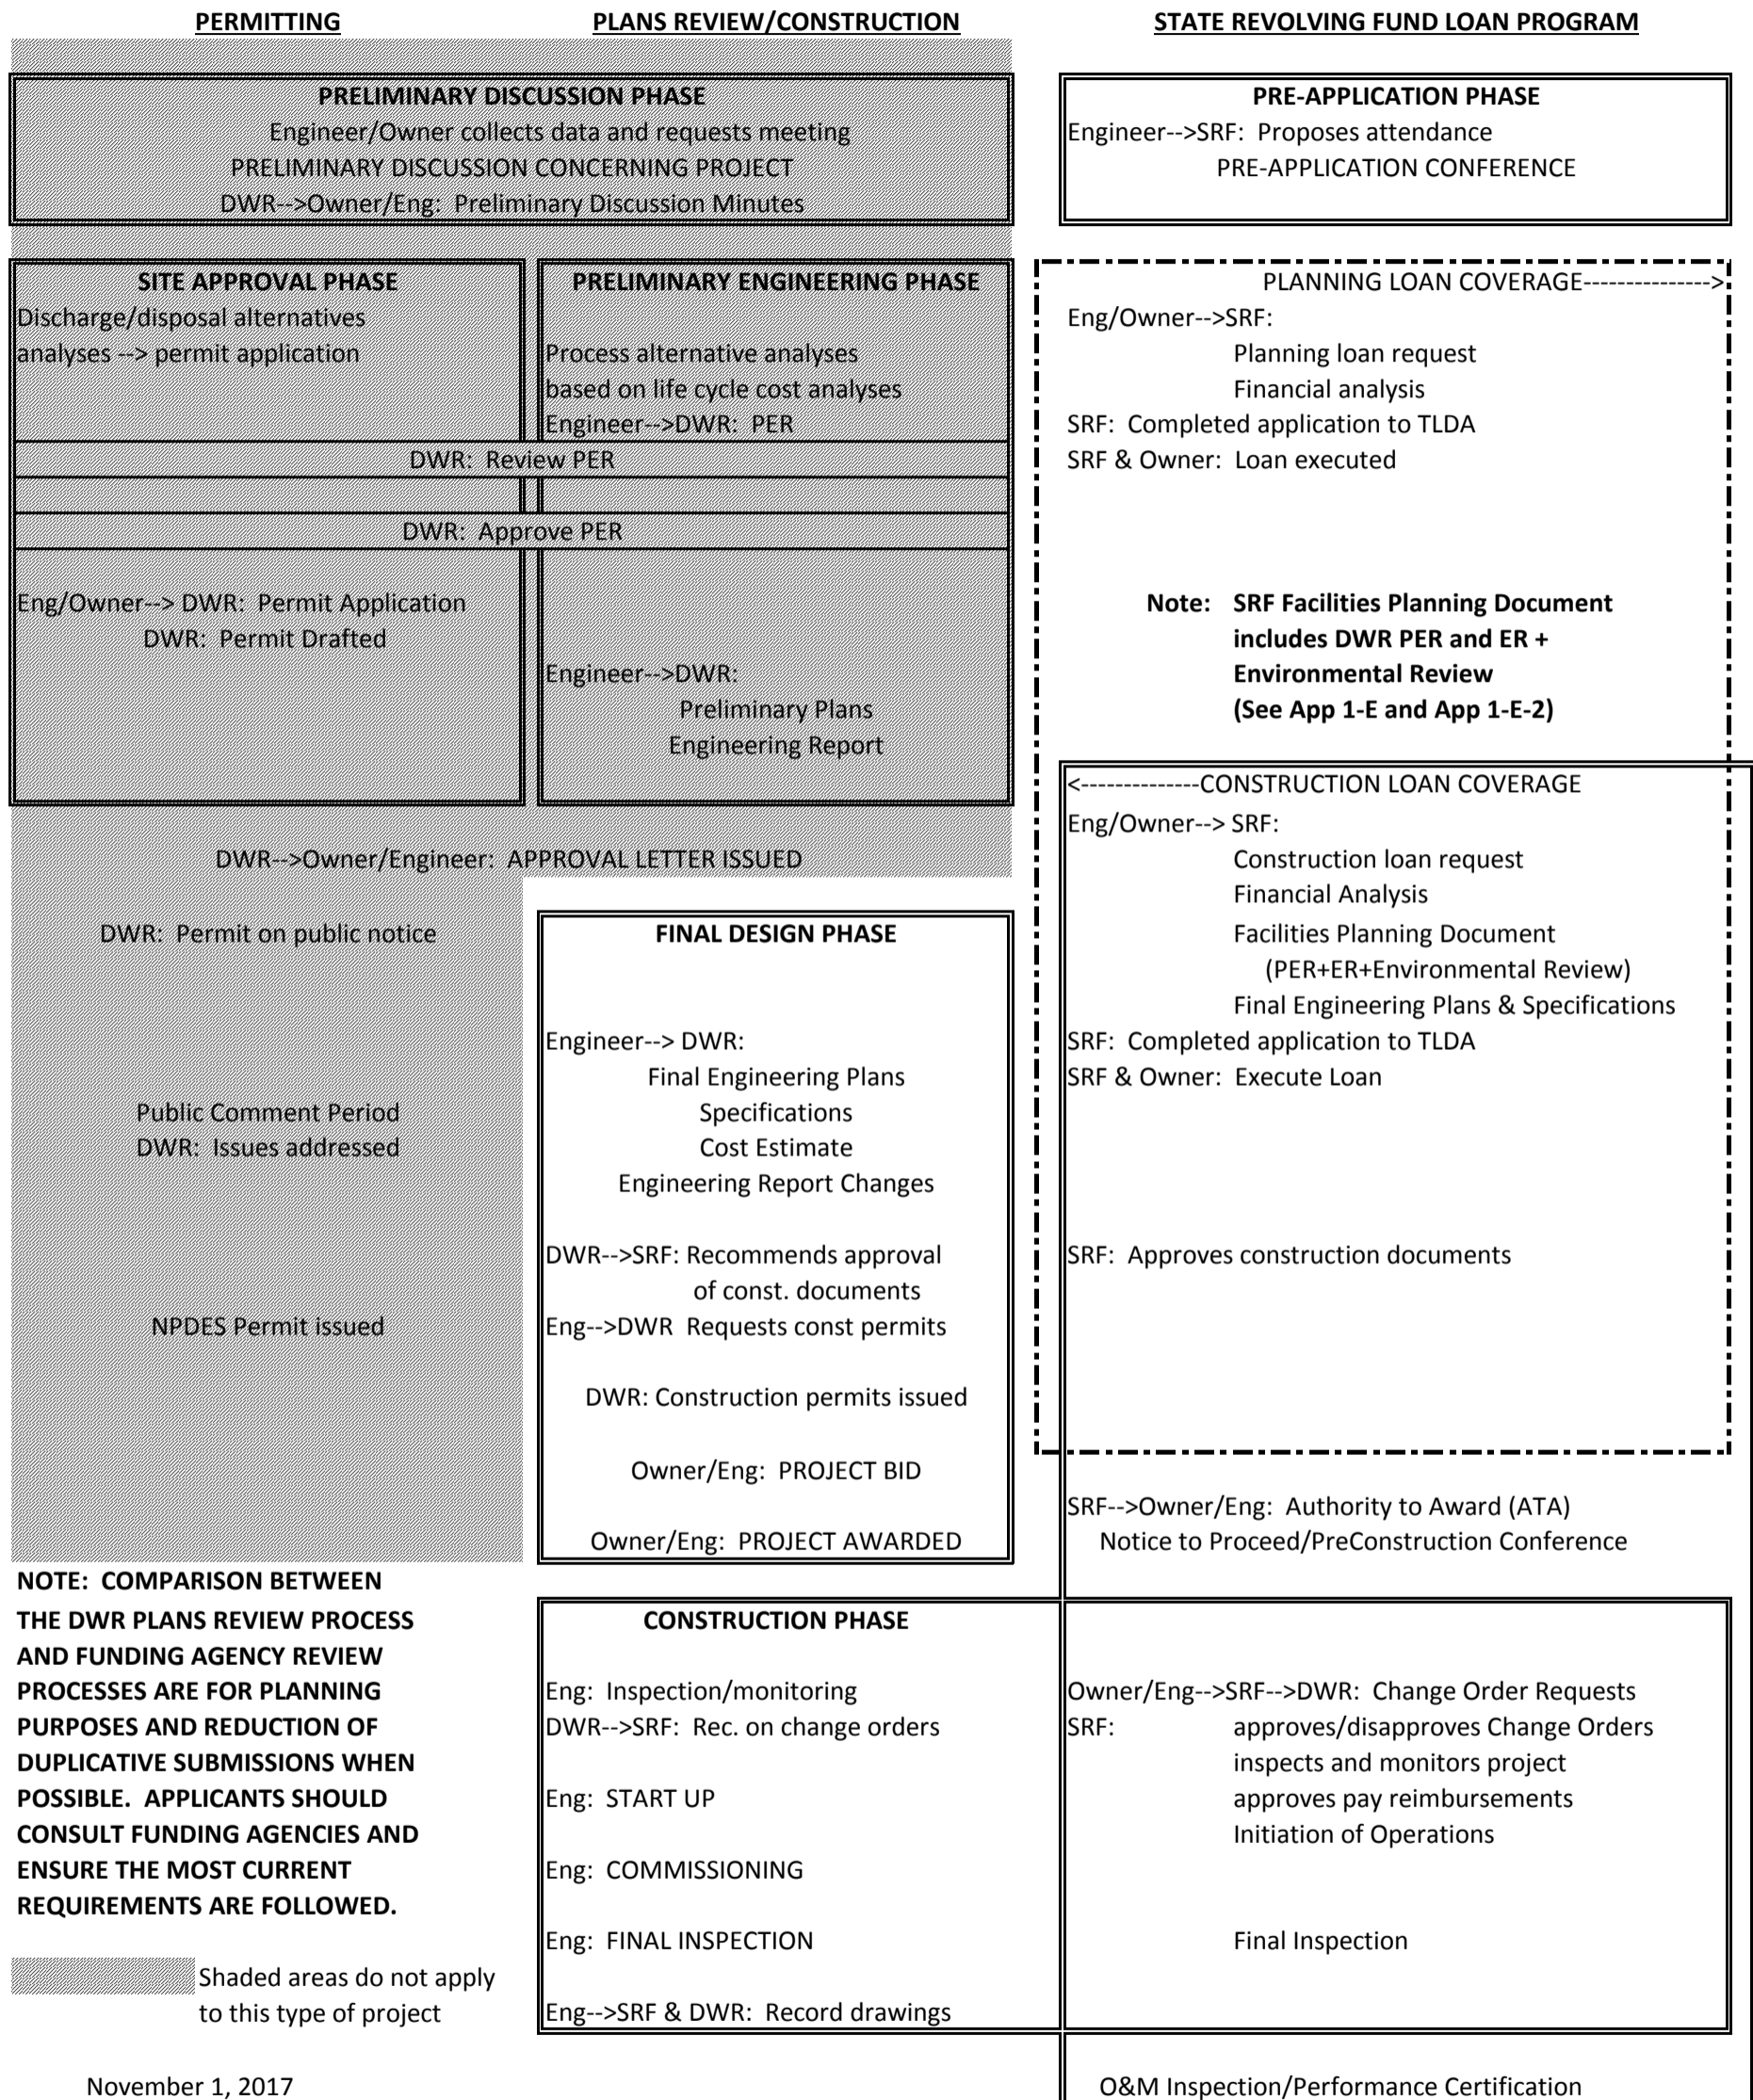 PERMITTING
PLANS REVIEW/CONSTRUCTION
STATE REVOLVING FUND LOAN PROGRAM
PRELIMINARY DISCUSSION PHASE
Engineer/Owner collects data and requests meeting
PRELIMINARY DISCUSSION CONCERNING PROJECT
DWR-->Owner/Eng: Preliminary Discussion Minutes
PRE-APPLICATION PHASE
Engineer-->SRF: Proposes attendance
PRE-APPLICATION CONFERENCE
SITE APPROVAL PHASE
Discharge/disposal alternatives
analyses --> permit application
PRELIMINARY ENGINEERING PHASE
Process alternative analyses
based on life cycle cost analyses
Engineer-->DWR: PER
DWR: Review PER
DWR: Approve PER
Eng/Owner--> DWR: Permit Application
DWR: Permit Drafted
Engineer-->DWR:
Preliminary Plans
Engineering Report
PLANNING LOAN COVERAGE--------------->
Eng/Owner-->SRF:
Planning loan request
Financial analysis
SRF: Completed application to TLDA
SRF & Owner: Loan executed
Note: SRF Facilities Planning Document
includes DWR PER and ER +
Environmental Review
(See App 1-E and App 1-E-2)
DWR-->Owner/Engineer: APPROVAL LETTER ISSUED
<--------------CONSTRUCTION LOAN COVERAGE
Eng/Owner--> SRF:
Construction loan request
Financial Analysis
Facilities Planning Document
(PER+ER+Environmental Review)
Final Engineering Plans & Specifications
SRF: Completed application to TLDA
SRF & Owner: Execute Loan
SRF: Approves construction documents
DWR: Permit on public notice
Public Comment Period
DWR: Issues addressed
NPDES Permit issued
FINAL DESIGN PHASE
Engineer--> DWR:
Final Engineering Plans
Specifications
Cost Estimate
Engineering Report Changes
DWR-->SRF: Recommends approval
of const. documents
Eng-->DWR Requests const permits
DWR: Construction permits issued
Owner/Eng: PROJECT BID
Owner/Eng: PROJECT AWARDED
SRF-->Owner/Eng: Authority to Award (ATA)
Notice to Proceed/PreConstruction Conference
NOTE: COMPARISON BETWEEN
THE DWR PLANS REVIEW PROCESS
AND FUNDING AGENCY REVIEW
PROCESSES ARE FOR PLANNING
PURPOSES AND REDUCTION OF
DUPLICATIVE SUBMISSIONS WHEN
POSSIBLE. APPLICANTS SHOULD
CONSULT FUNDING AGENCIES AND
ENSURE THE MOST CURRENT
REQUIREMENTS ARE FOLLOWED.
Shaded areas do not apply
to this type of project
CONSTRUCTION PHASE
Eng: Inspection/monitoring
DWR-->SRF: Rec. on change orders
Eng: START UP
Eng: COMMISSIONING
Eng: FINAL INSPECTION
Eng-->SRF & DWR: Record drawings
Owner/Eng-->SRF-->DWR: Change Order Requests
SRF: approves/disapproves Change Orders
inspects and monitors project
approves pay reimbursements
Initiation of Operations
Final Inspection
November 1, 2017
O&M Inspection/Performance Certification